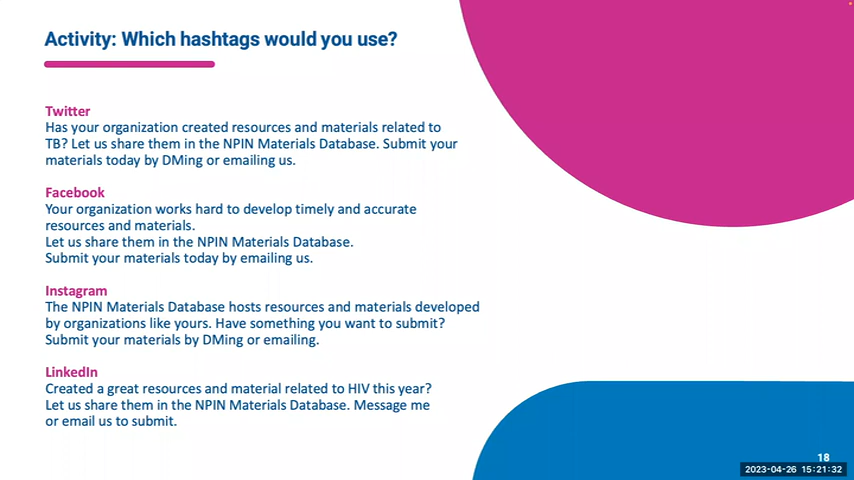 Activity: Which hashtags would you use?
Twitter
Has your organization created resources and materials related to
TB? Let us share them in the NPIN Materials Database. Submit your
materials today by DMing or emailing us.
Facebook
Your organization works hard to develop timely and accurate
resources and materials.
Let us share them in the NPIN Materials Database.
Submit your materials today by emailing us.
Instagram
The NPIN Materials Database hosts resources and materials developed
by organizations like yours. Have something you want to submit?
Submit your materials by DMing or emailing.
LinkedIn
Created a great resources and material related to HIV this year?
Let us share them in the NPIN Materials Database. Message me
or email us to submit.
18
2023-04-26 15:21:32